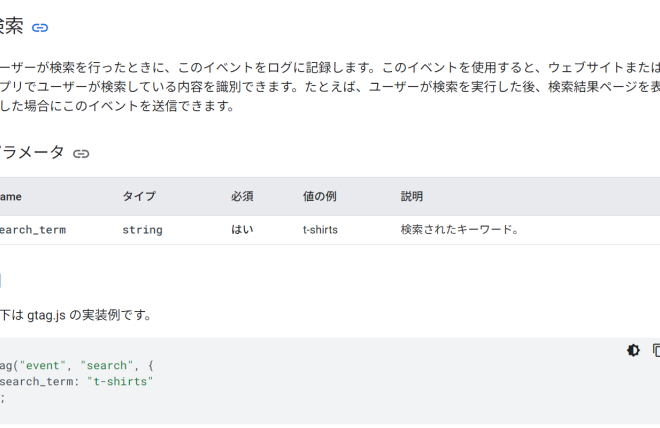 検索
ーザーが検索を行ったときに、このイベントをログに記録します。このイベントを使用すると、ウェブサイトまたは
プリでユーザーが検索している内容を識別できます。たとえば、ユーザーが検索を実行した後、検索結果ページを表
した場合にこのイベントを送信できます。
ラメータ
ame タイプ 必須 値の例 説明
earch_term string はい t-shirts 検索されたキーワード。
下は gtag.js の実装例です。
ag("event", "search", {
search_term: "t-shirts"
;